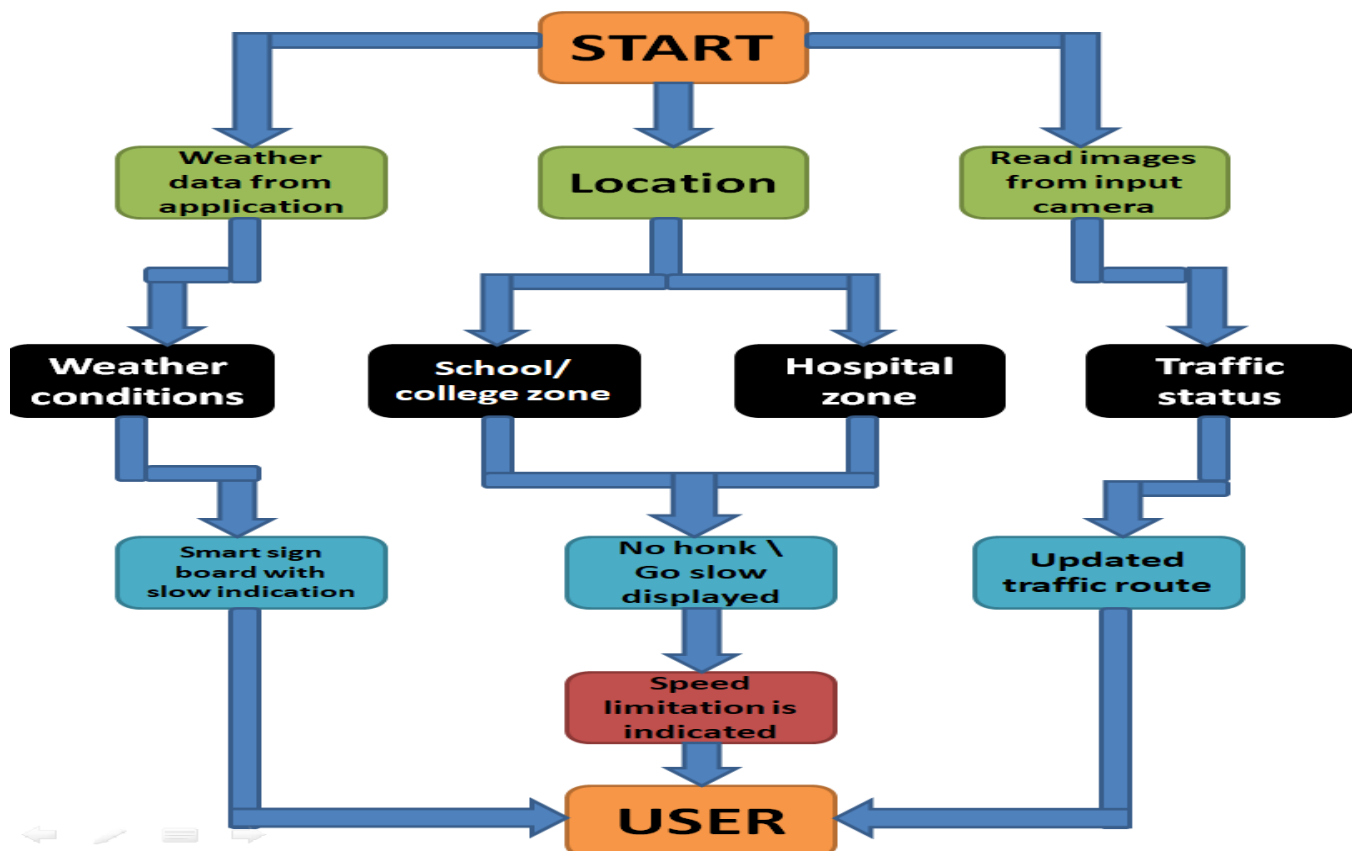 START
Weather
data from
application
Location
Read images
from input
camera
Weather
conditions
School/
college zone
Hospital
zone
Traffic
status
Smart sign
board with
slow indication
No honk \
Go slow
displayed
Updated
traffic route
Speed
limitation is
indicated
USER